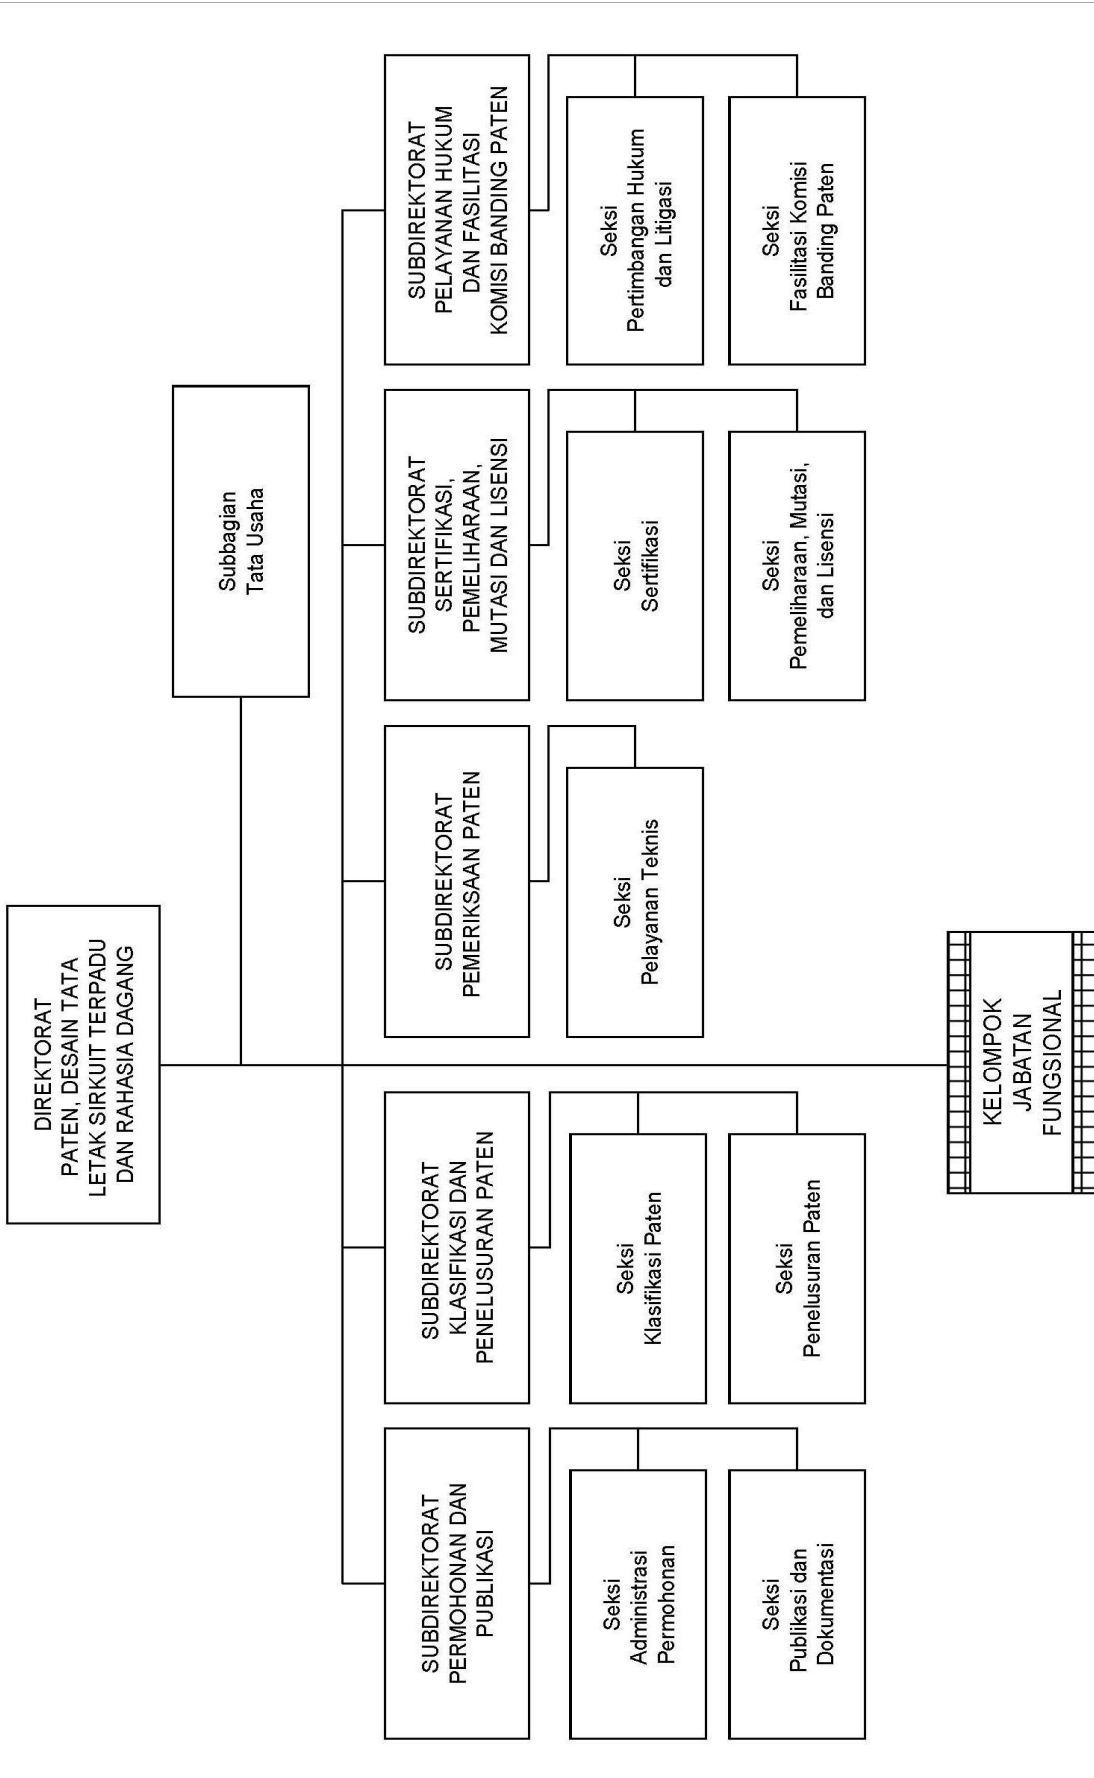 DIREKTORAT
PATEN, DESAIN TATA
LETAK SIRKUIT TERPADU
DAN RAHASIA DAGANG
Subbagian
Tata Usaha
SUBDIREKTORAT
PERMOHONAN DAN
PUBLIKASI
SUBDIREKTORAT
KLASIFIKASI DAN
PENELUSURAN PATEN
SUBDIREKTORAT
PEMERIKSAAN PATEN
SUBDIREKTORAT
SERTIFIKASI,
PEMELIHARAAN,
MUTASI DAN LISENSI
SUBDIREKTORAT
PELAYANAN HUKUM
DAN FASILITASI
KOMISI BANDING PATEN
Seksi
Administrasi
Permohonan
Seksi
Klasifikasi Paten
Seksi
Pelayanan Teknis
Seksi
Sertifikasi
Seksi
Pertimbangan Hukum
dan Litigasi
Seksi
Publikasi dan
Dokumentasi
Seksi
Penelusuran Paten
Seksi
Pemeliharaan, Mutasi,
dan Lisensi
Seksi
Fasilitasi Komisi
Banding Paten
KELOMPOK
JABATAN
FUNGSIONAL